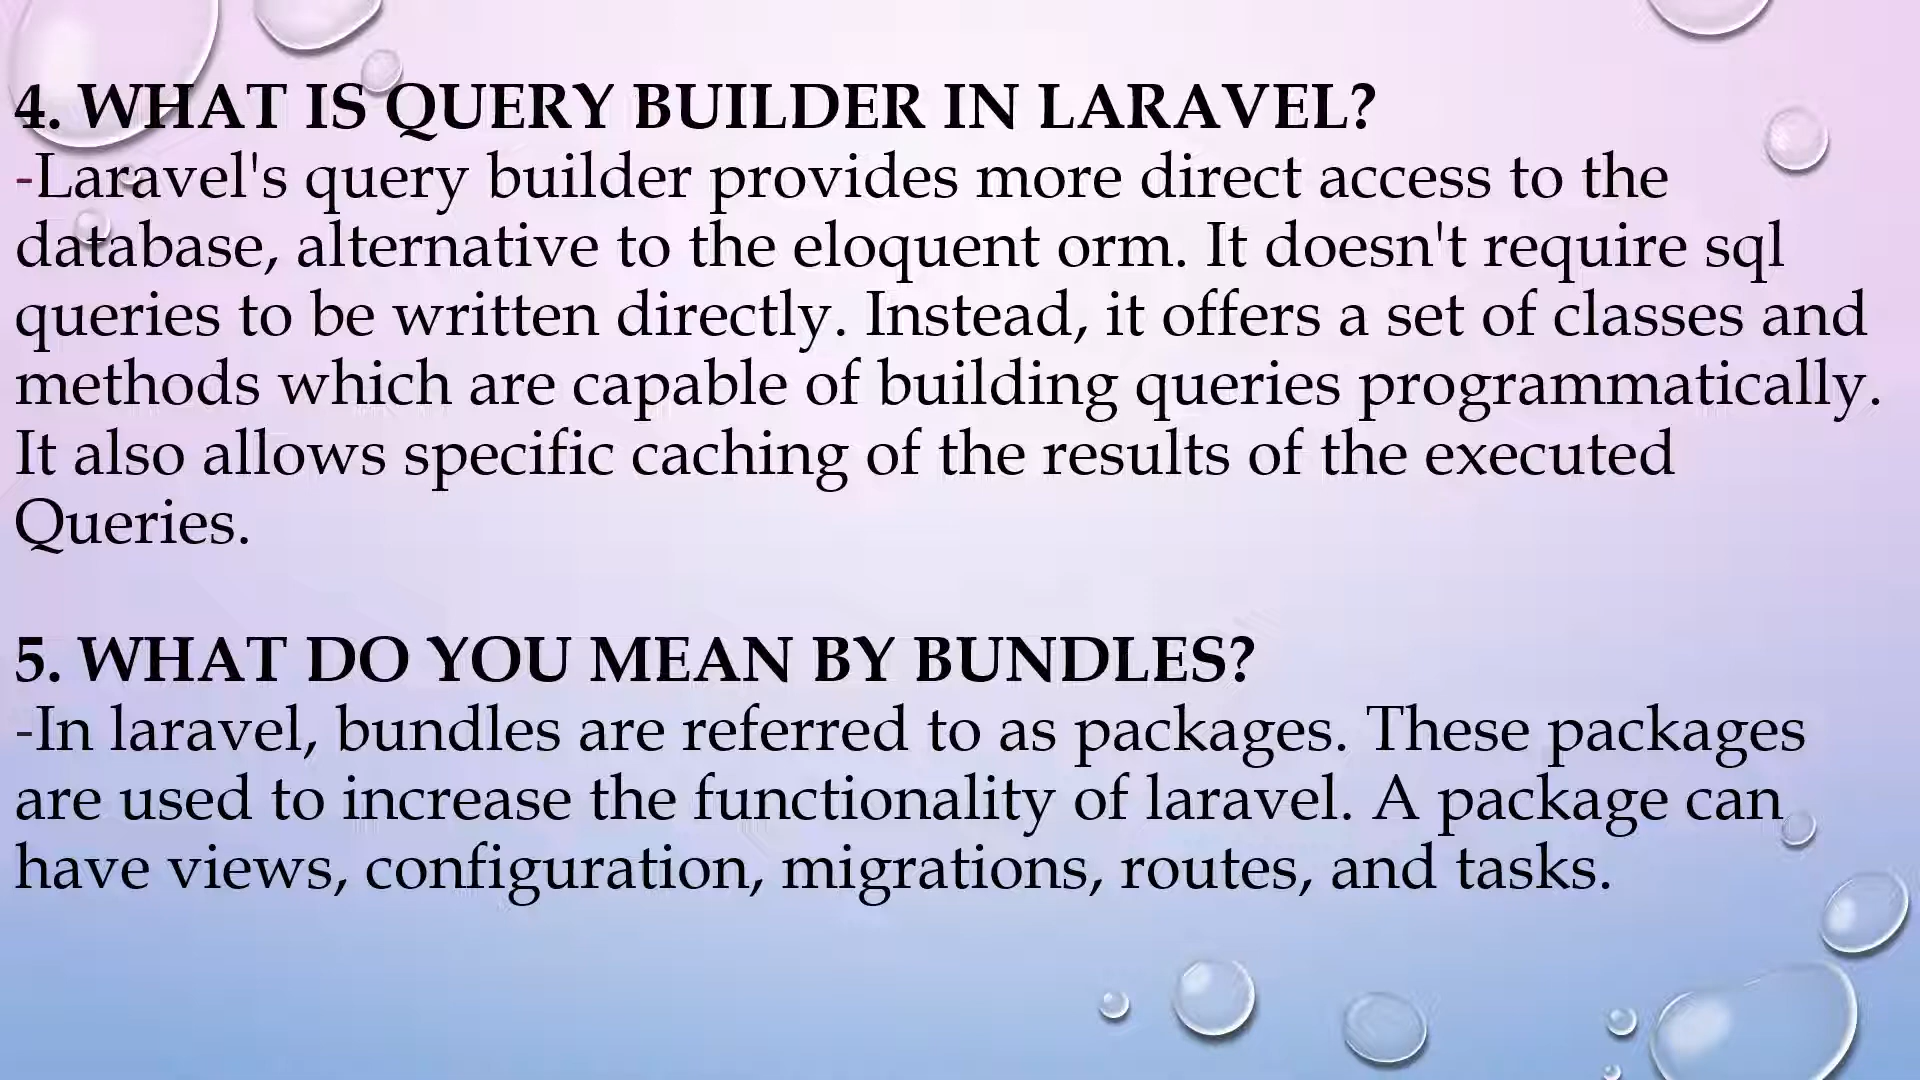 4. WHAT IS QUERY BUILDER IN LARAVEL?
-Laravel's query builder provides more direct access to the
database, alternative to the eloquent orm. It doesn't require sql
queries to be written directly. Instead, it offers a set of classes and
methods which are capable of building queries programmatically.
It also allows specific caching of the results of the executed
Queries.
5. WHAT DO YOU MEAN BY BUNDLES?
-In laravel, bundles are referred to as packages. These packages
are used to increase the functionality of laravel. A package can
have views, configuration, migrations, routes, and tasks.